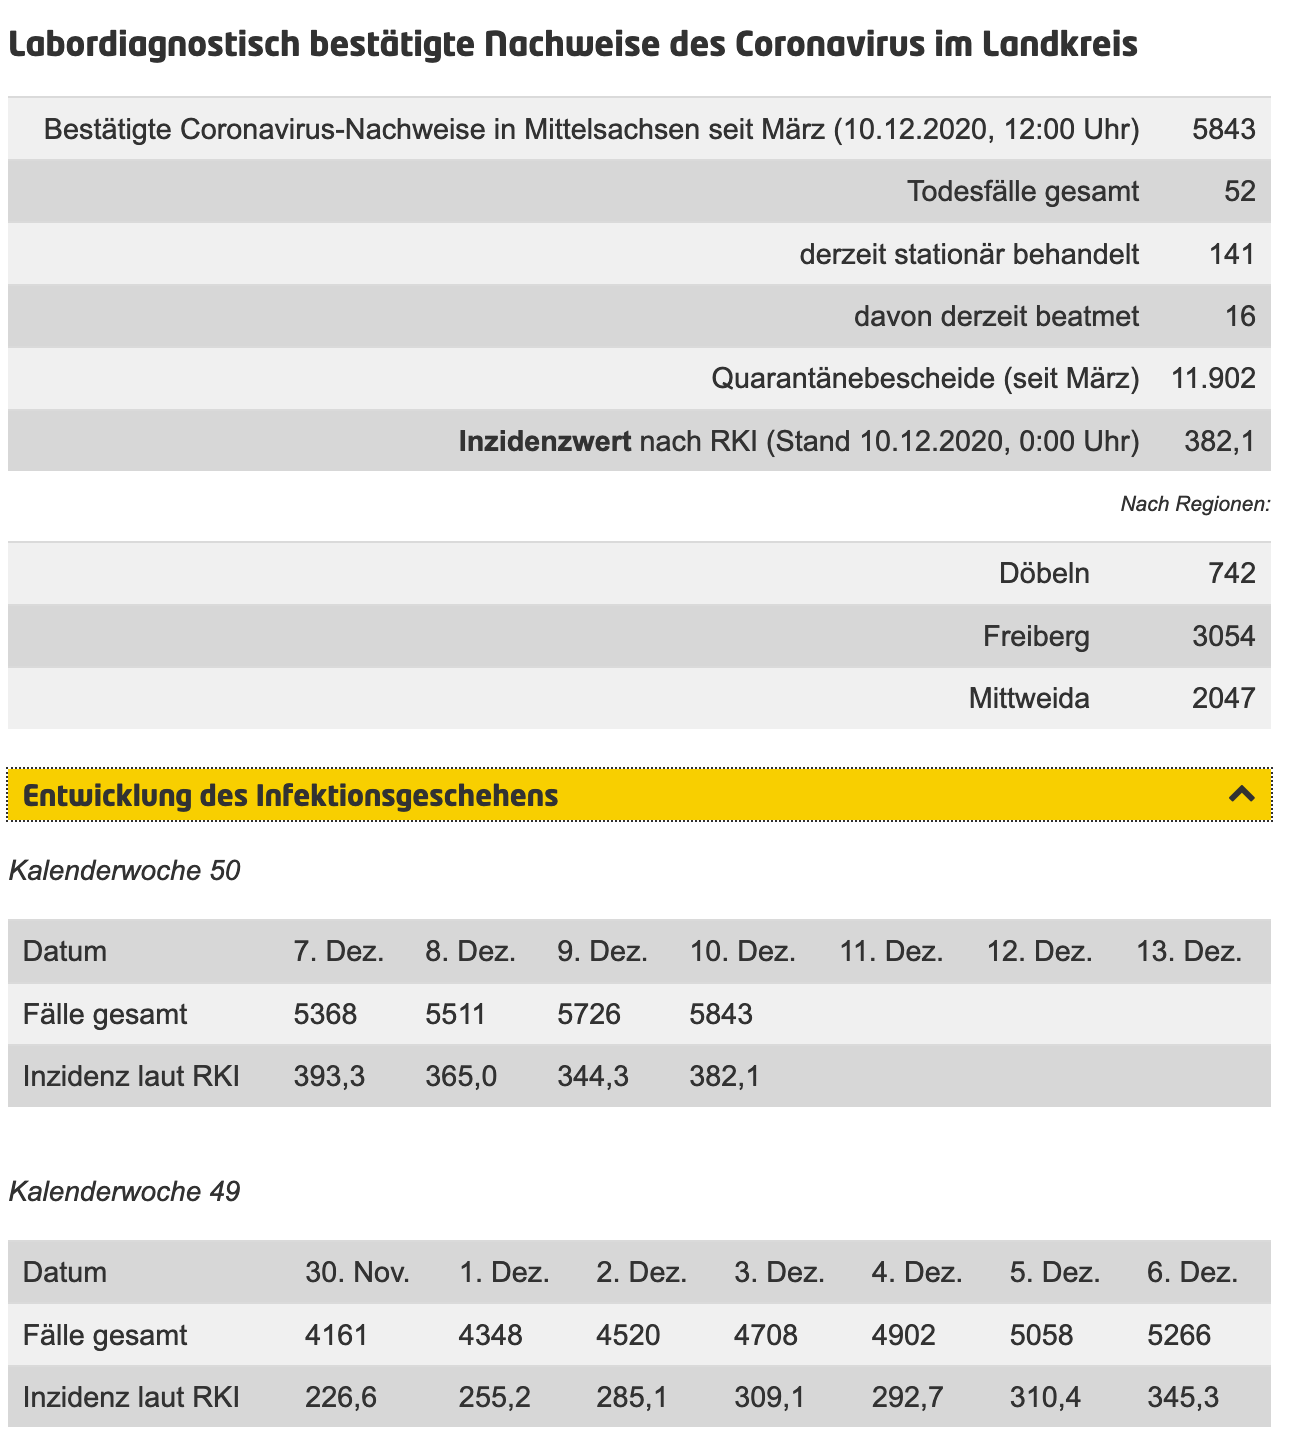 Labordiagnostisch bestätigte Nachweise des Coronavirus im Landkreis
Bestätigte Coronavirus-Nachweise in Mittelsachsen seit März (10.12.2020, 12:00 Uhr) 5843
Todesfälle gesamt 52
derzeit stationär behandelt 141
davon derzeit beatmet 16
Quarantänebescheide (seit März) 11.902
Inzidenzwert nach RKI (Stand 10.12.2020, 0:00 Uhr) 382,1
Nach Regionen:
Döbeln 742
Freiberg 3054
Mittweida 2047
Entwicklung des Infektionsgeschehens
Kalenderwoche 50
Datum 7. Dez. 8. Dez. 9. Dez. 10. Dez. 11. Dez. 12. Dez. 13. Dez.
Fälle gesamt 5368 5511 5726 5843
Inzidenz laut RKI 393,3 365,0 344,3 382,1
Kalenderwoche 49
Datum 30. Nov. 1. Dez. 2. Dez. 3. Dez. 4. Dez. 5. Dez. 6. Dez.
Fälle gesamt 4161 4348 4520 4708 4902 5058 5266
Inzidenz laut RKI 226,6 255,2 285,1 309,1 292,7 310,4 345,3